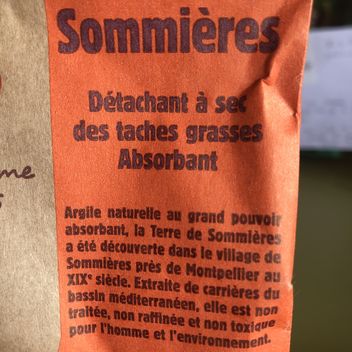 Sommières
Détachant à sec
des taches grasses
Absorbant
me
Argile naturelle au grand pouvoir
absorbant, la Terre de Sommières
a été découverte dans le village de
Sommières près de Montpellier au
XIXe siècle. Extraite de carrières du
bassin méditerranéen, elle est non
traitée, non raffinée et non toxique
pour l'homme et l'environnement.